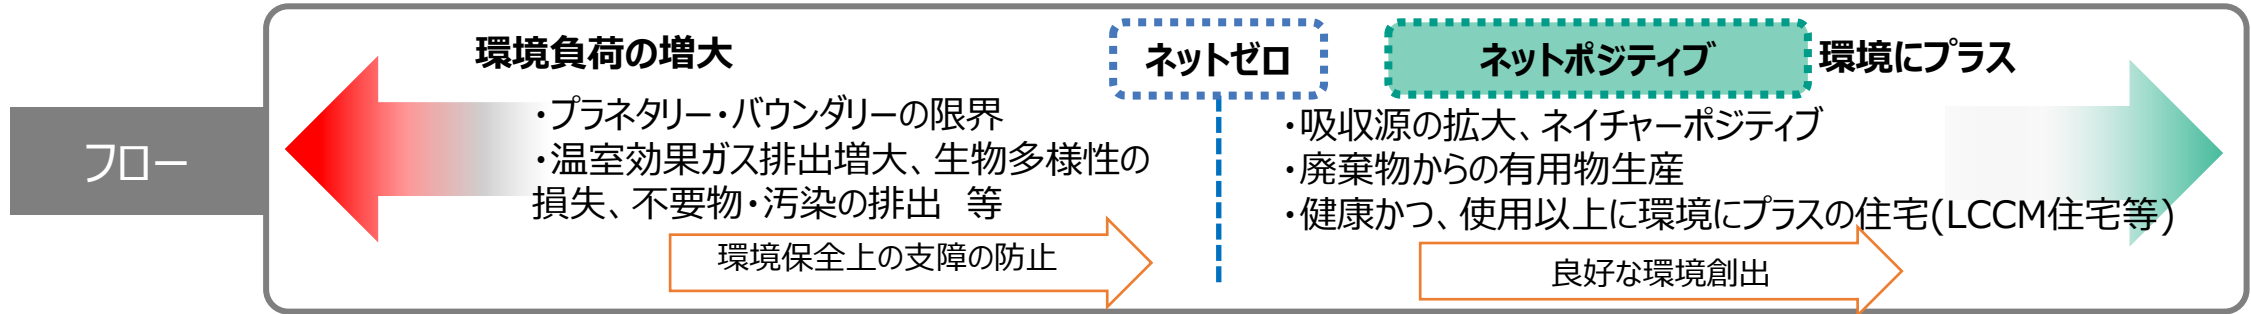 フロー
環境負荷の増大
・プラネタリー・バウンダリーの限界
・温室効果ガス排出増大、生物多様性の
損失、不要物・汚染の排出　等
環境保全上の支障の防止
ネットゼロ
ネットポジティブ
環境にプラス
・吸収源の拡大、ネイチャーポジティブ
・廃棄物からの有用物生産
・健康かつ、使用以上に環境にプラスの住宅(LCCM住宅等)
良好な環境創出